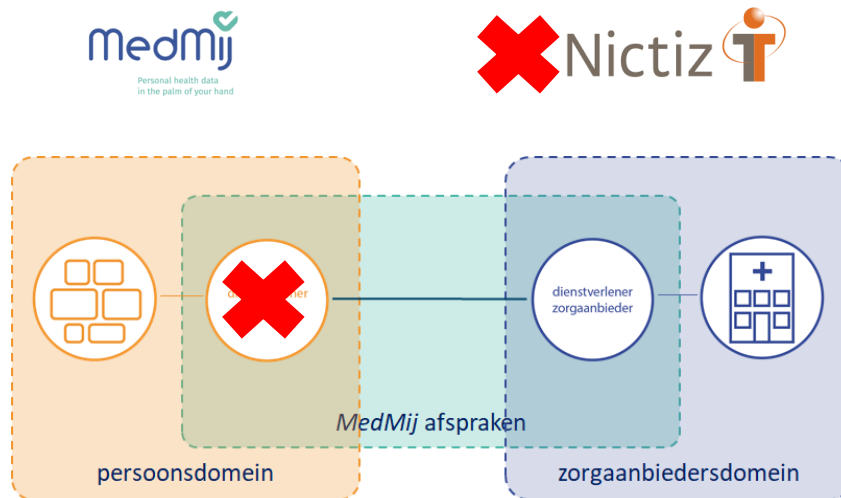 MedMij
Personal health data
in the palm of your hand
Nictiz
dienstverlener
zorgaanbieder
MedMij afspraken
persoonsdomein
zorgaanbiedersdomein